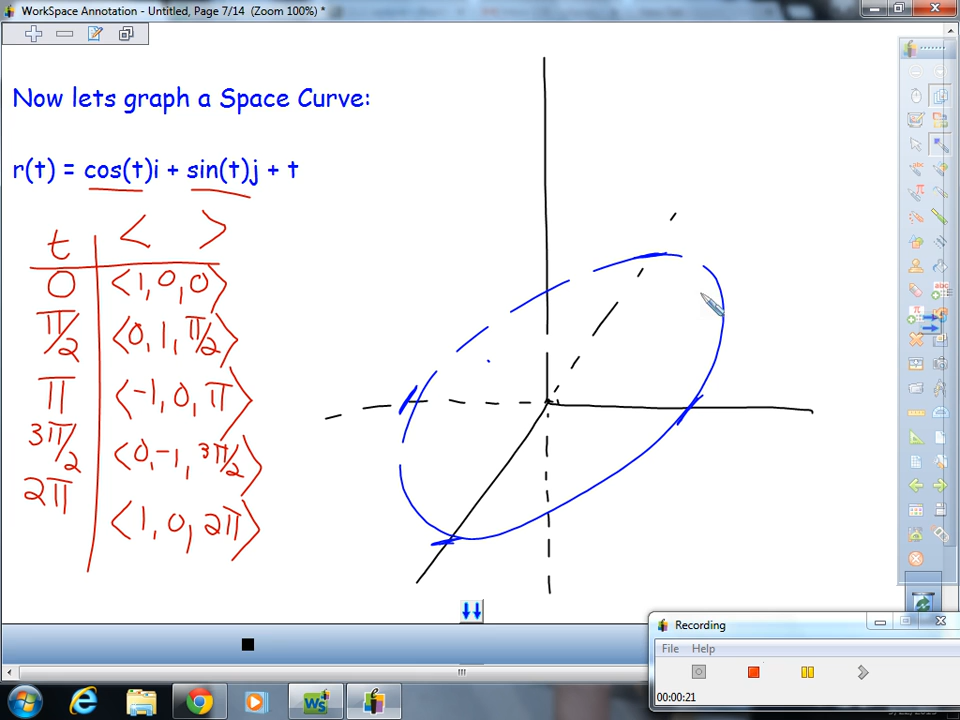 WorkSpace Annotation - Untitled, Page 7/14 (Zoom 100%) *
Now lets graph a Space Curve:
r(t) = cos(t)i + sin(t)j + t
t < >
0 <1, 0, 0>
π/2 <0, 1, π/2>
π <-1, 0, π>
3π/2 <0, -1, 3π/2>
2π <1, 0, 2π>
Recording
File Help
00:00:21